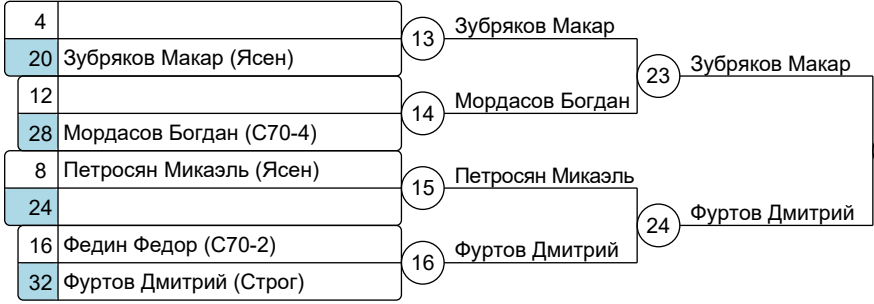 4
13
Зубряков Макар
20 Зубряков Макар (Ясен)
23
Зубряков Макар
12
14
Мордасов Богдан
28 Мордасов Богдан (С70-4)
8 Петросян Микаэль (Ясен)
15
Петросян Микаэль
24
24
Фуртов Дмитрий
16 Федин Федор (С70-2)
16
Фуртов Дмитрий
32 Фуртов Дмитрий (Строг)